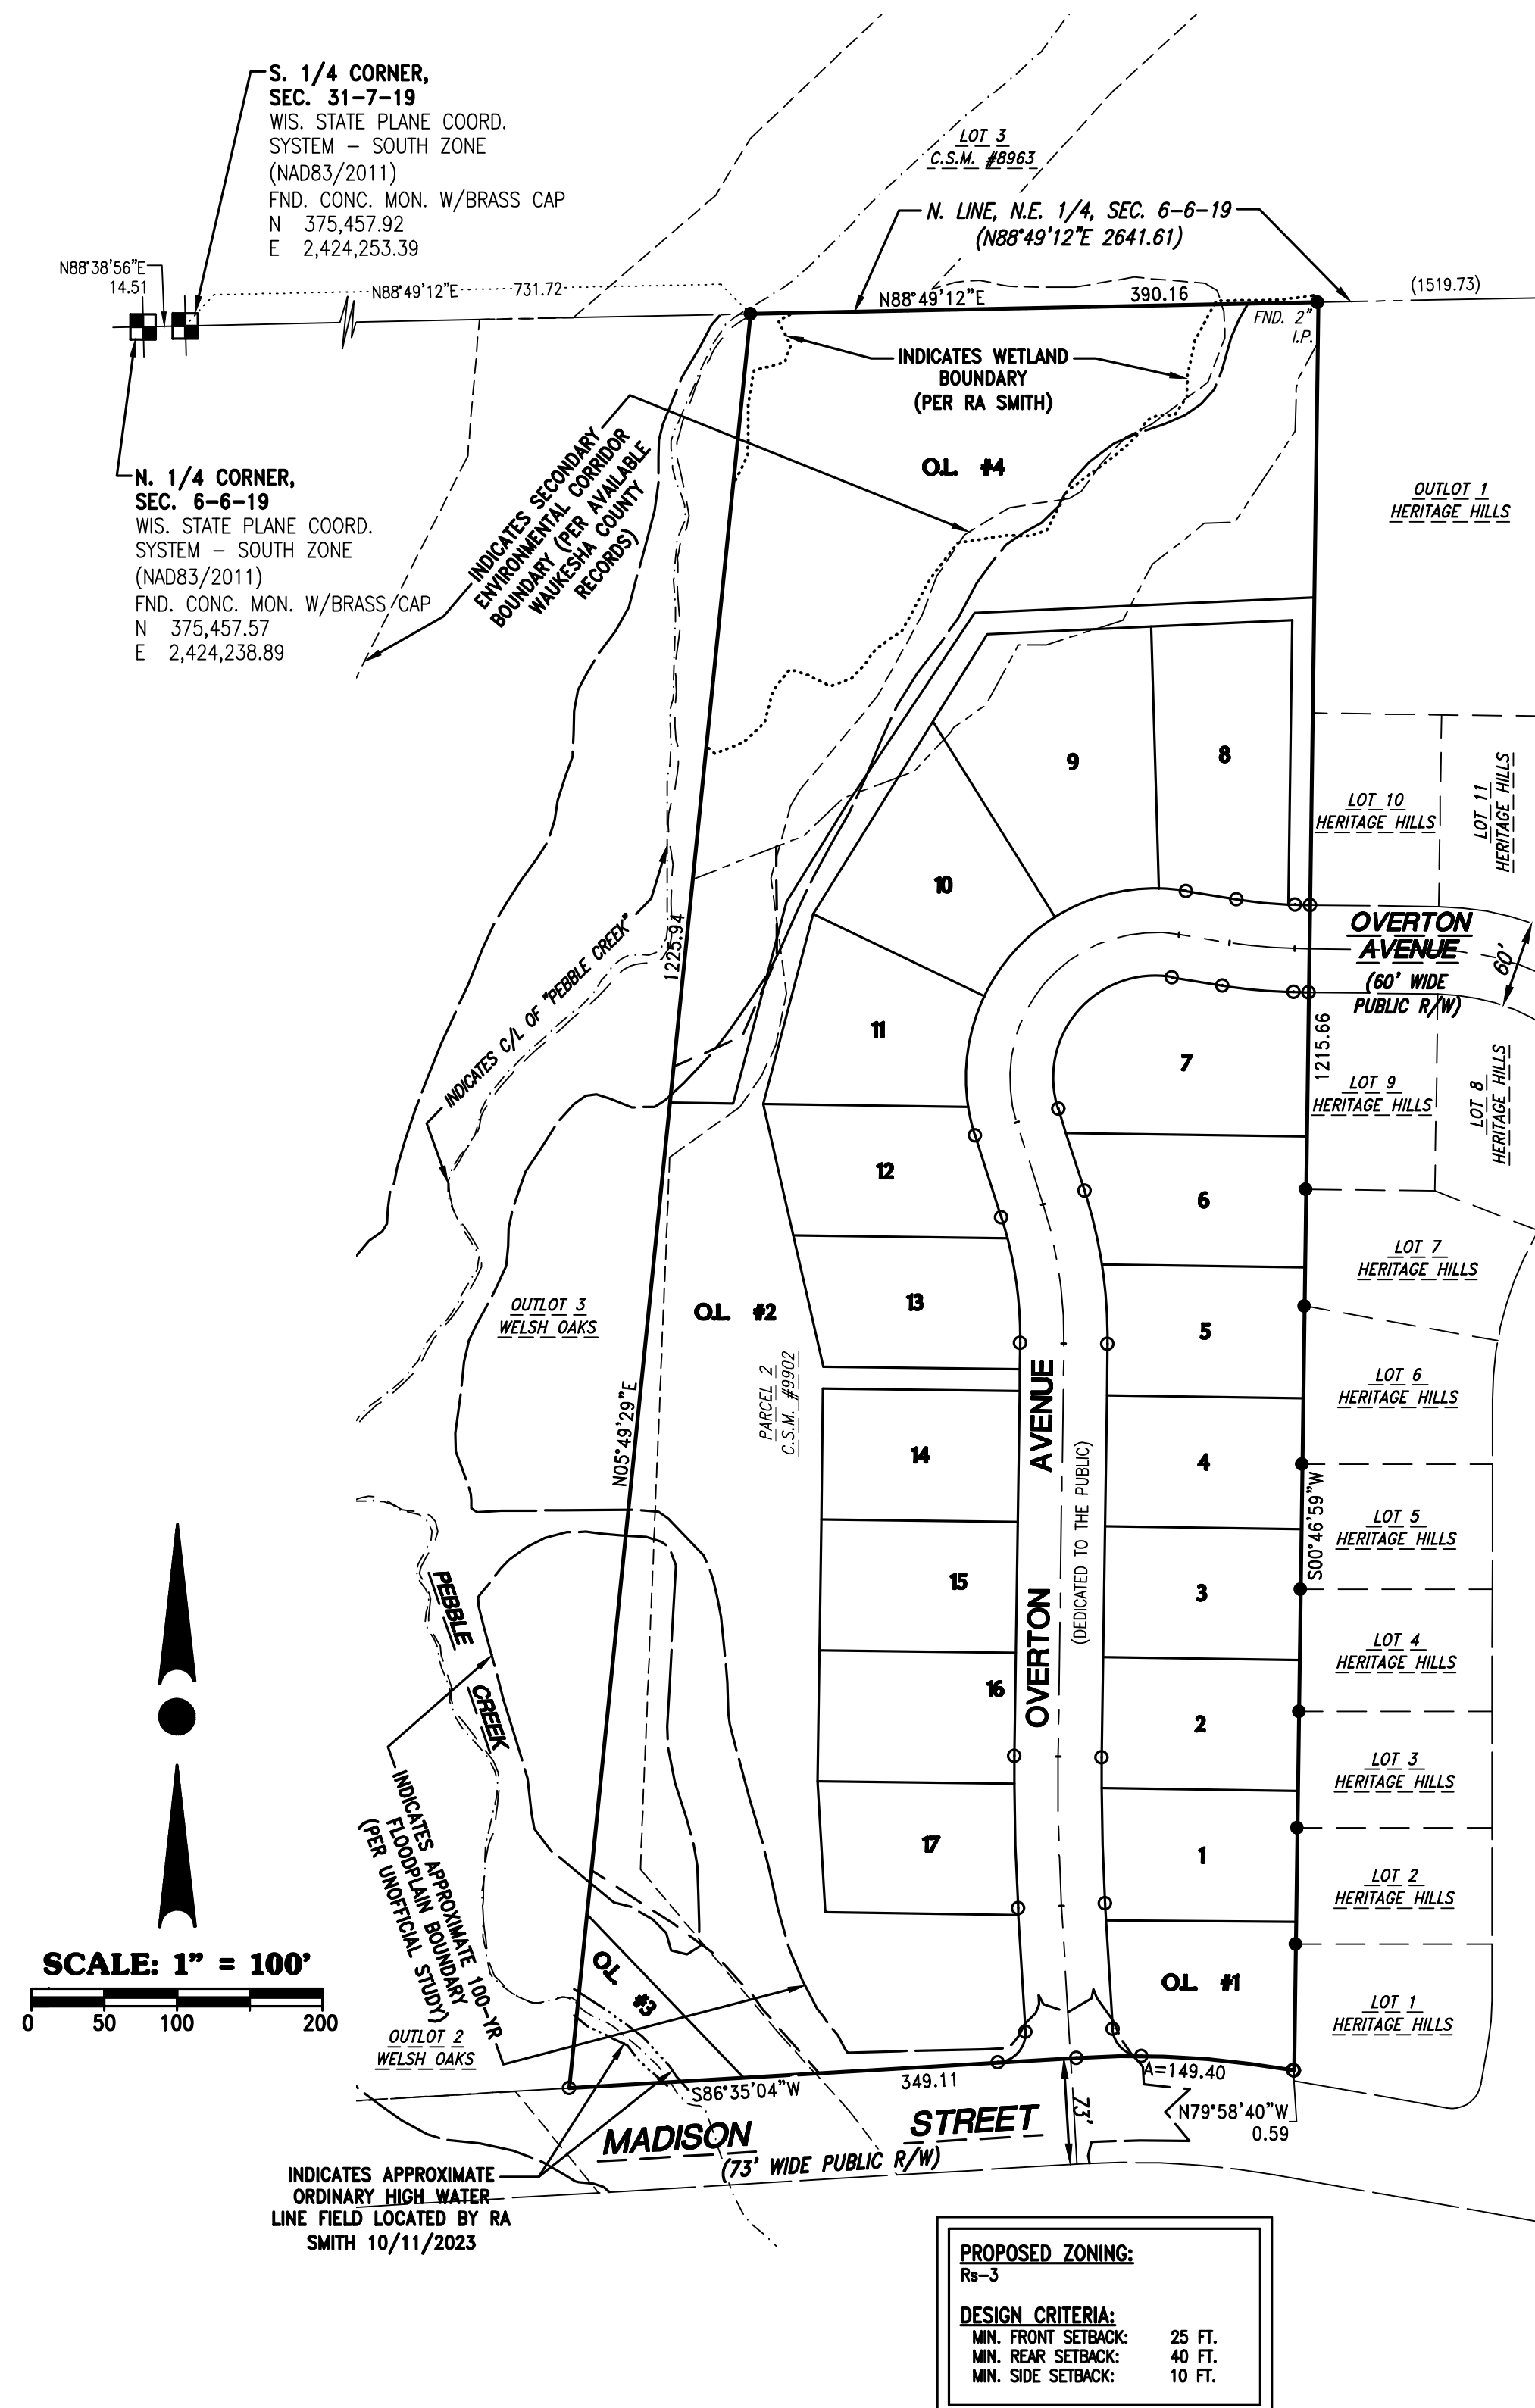 S. 1/4 CORNER,
SEC. 31-7-19
WIS. STATE PLANE COORD.
SYSTEM – SOUTH ZONE
(NAD83/2011)
FND. CONC. MON. W/BRASS CAP
N 375,457.92
E 2,424,253.39
LOT 3
C.S.M. #8963
N. LINE, N.E. 1/4, SEC. 6-6-19
(N88°49'12"E 2641.61)
N88°38'56"E
14.51
N88°49'12"E
731.72
N88°49'12"E
390.16
(1519.73)
FND. 2"
I.P.
INDICATES WETLAND
BOUNDARY
(PER RA SMITH)
N. 1/4 CORNER,
SEC. 6-6-19
WIS. STATE PLANE COORD.
SYSTEM – SOUTH ZONE
(NAD83/2011)
FND. CONC. MON. W/BRASS CAP
N 375,457.57
E 2,424,238.89
INDICATES SECONDARY
ENVIRONMENTAL CORRIDOR
BOUNDARY (PER AVAILABLE
WAUKESHA COUNTY
RECORDS)
O.L. #4
OUTLOT 1
HERITAGE HILLS
9
8
LOT 10
HERITAGE HILLS
LOT 11
HERITAGE HILLS
10
OVERTON
AVENUE
(60' WIDE
PUBLIC R/W)
60'
1225.94
INDICATES C/L OF "PEBBLE CREEK"
11
7
1215.66
LOT 9
HERITAGE HILLS
LOT 8
HERITAGE HILLS
12
6
LOT 7
HERITAGE HILLS
OUTLOT 3
WELSH OAKS
O.L. #2
13
5
PARCEL 2
C.S.M. #9902
LOT 6
HERITAGE HILLS
N05°49'29"E
14
OVERTON AVENUE
(DEDICATED TO THE PUBLIC)
4
S00°46'59"W
LOT 5
HERITAGE HILLS
15
3
LOT 4
HERITAGE HILLS
PEBBLE
CREEK
16
2
LOT 3
HERITAGE HILLS
INDICATES APPROXIMATE 100-YR
FLOODPLAIN BOUNDARY
(PER UNOFFICIAL STUDY)
17
1
LOT 2
HERITAGE HILLS
SCALE: 1" = 100'
0 50 100 200
O.L. #3
O.L. #1
LOT 1
HERITAGE HILLS
OUTLOT 2
WELSH OAKS
S86°35'04"W
349.11
A=149.40
73'
N79°58'40"W
0.59
MADISON STREET
(73' WIDE PUBLIC R/W)
INDICATES APPROXIMATE
ORDINARY HIGH WATER
LINE FIELD LOCATED BY RA
SMITH 10/11/2023
PROPOSED ZONING:
Rs-3
DESIGN CRITERIA:
MIN. FRONT SETBACK: 25 FT.
MIN. REAR SETBACK: 40 FT.
MIN. SIDE SETBACK: 10 FT.